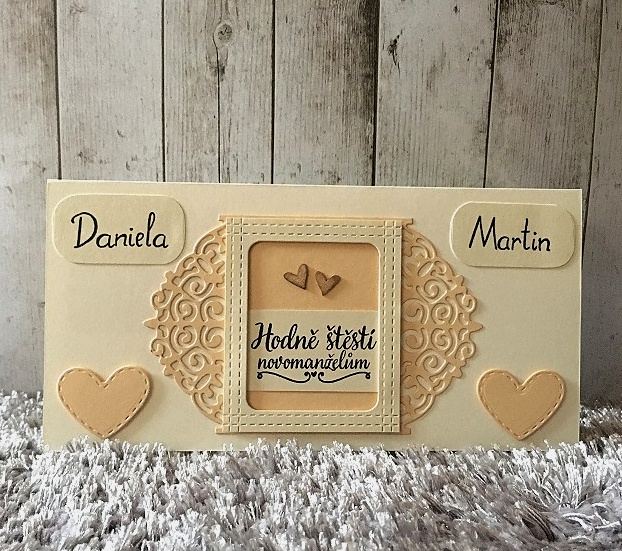 Daniela
Martin
Hodně štěstí
novomanželům